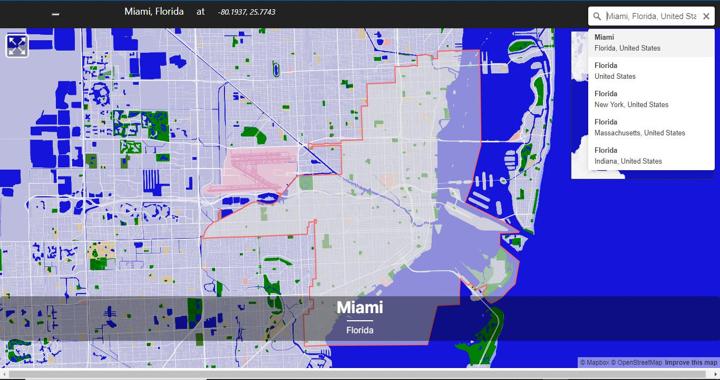 Miami, Florida at -80.1937, 25.7743
Miami, Florida, United Sta
Miami
Florida, United States
Florida
United States
Florida
New York, United States
Florida
Massachusetts, United States
Florida
Indiana, United States
Miami
Florida
© Mapbox © OpenStreetMap Improve this map